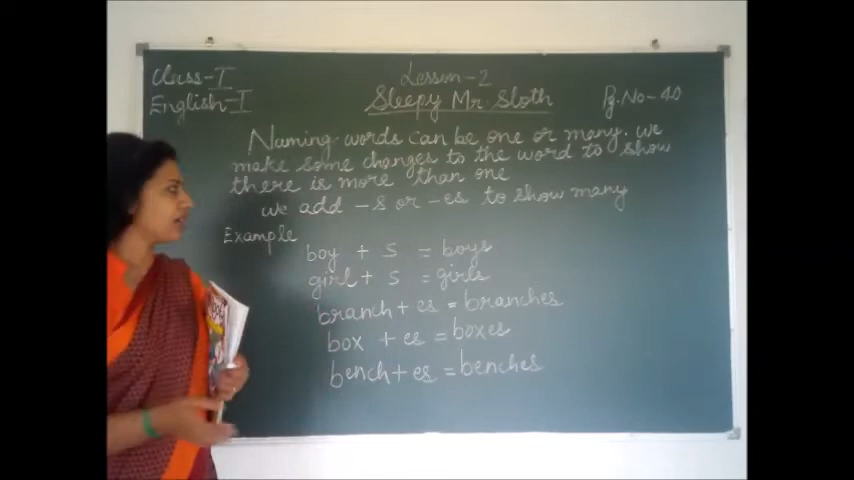 Class-I
English-I
Lesson-2
Sleepy Mr. Sloth
Pg.No-40
Naming words can be one or many. we
make some changes to the word to show
there is more than one
we add -s or -es to show many
Example
boy + s = boys
girl + s = girls
branch + es = branches
box + es = boxes
bench + es = benches